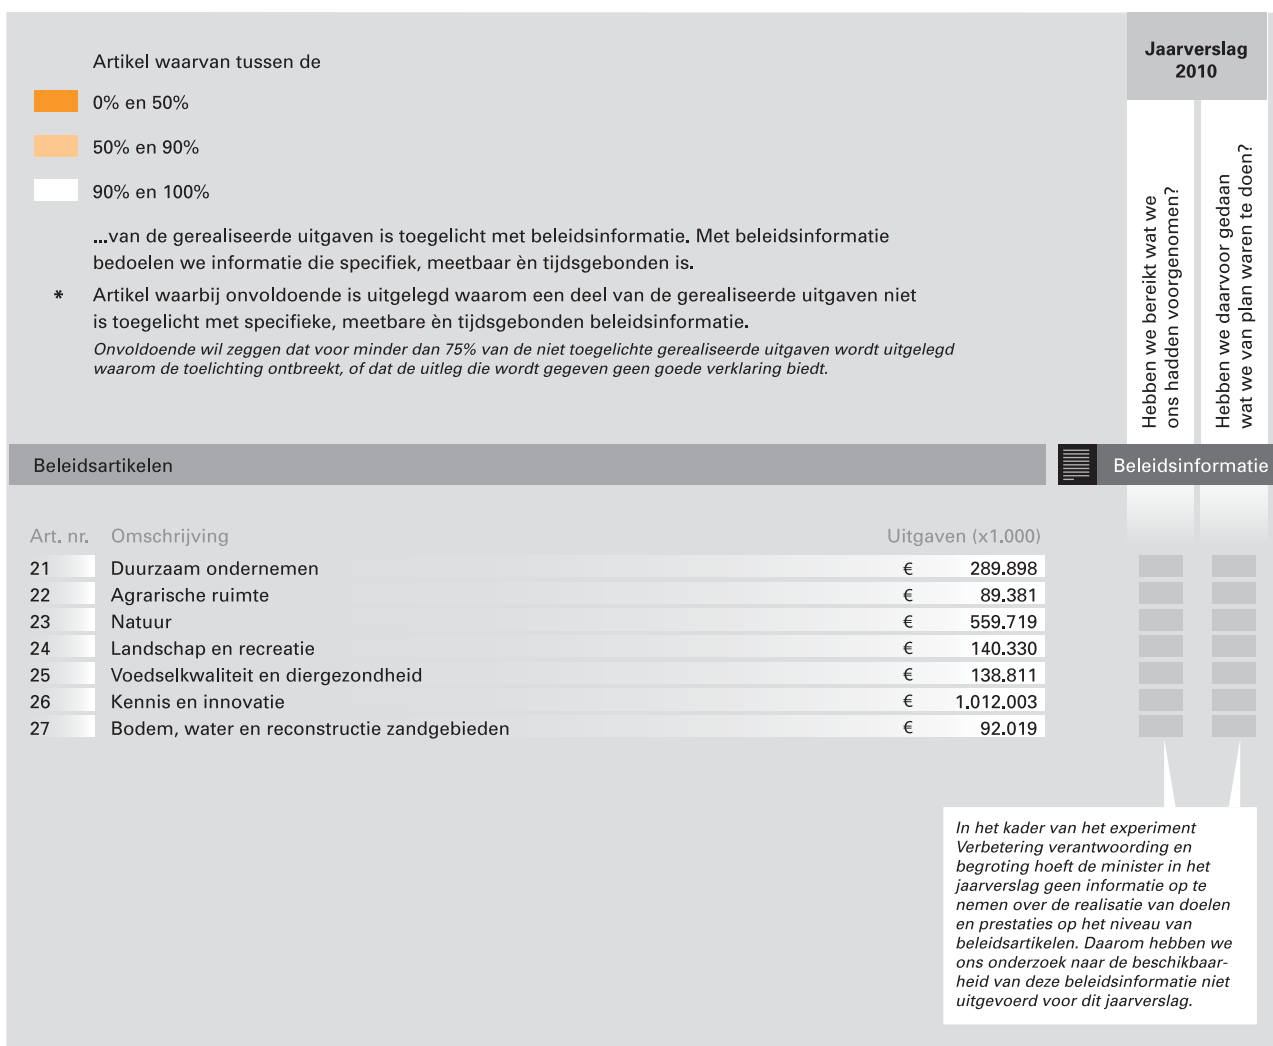 Artikel waarvan tussen de
0% en 50%
50% en 90%
90% en 100%
...van de gerealiseerde uitgaven is toegelicht met beleidsinformatie. Met beleidsinformatie
bedoelen we informatie die specifiek, meetbaar èn tijdsgebonden is.
* Artikel waarbij onvoldoende is uitgelegd waarom een deel van de gerealiseerde uitgaven niet
is toegelicht met specifieke, meetbare èn tijdsgebonden beleidsinformatie.
Onvoldoende wil zeggen dat voor minder dan 75% van de niet toegelichte gerealiseerde uitgaven wordt uitgelegd
waarom de toelichting ontbreekt, of dat de uitleg die wordt gegeven geen goede verklaring biedt.
Jaarverslag
2010
Hebben we bereikt wat we
ons hadden voorgenomen?
Hebben we daarvoor gedaan
wat we van plan waren te doen?
Beleidsartikelen
Beleidsinformatie
Art. nr. Omschrijving Uitgaven (x1.000)
21 Duurzaam ondernemen € 289.898
22 Agrarische ruimte € 89.381
23 Natuur € 559.719
24 Landschap en recreatie € 140.330
25 Voedselkwaliteit en diergezondheid € 138.811
26 Kennis en innovatie € 1.012.003
27 Bodem, water en reconstructie zandgebieden € 92.019
In het kader van het experiment
Verbetering verantwoording en
begroting hoeft de minister in het
jaarverslag geen informatie op te
nemen over de realisatie van doelen
en prestaties op het niveau van
beleidsartikelen. Daarom hebben we
ons onderzoek naar de beschikbaar-
heid van deze beleidsinformatie niet
uitgevoerd voor dit jaarverslag.